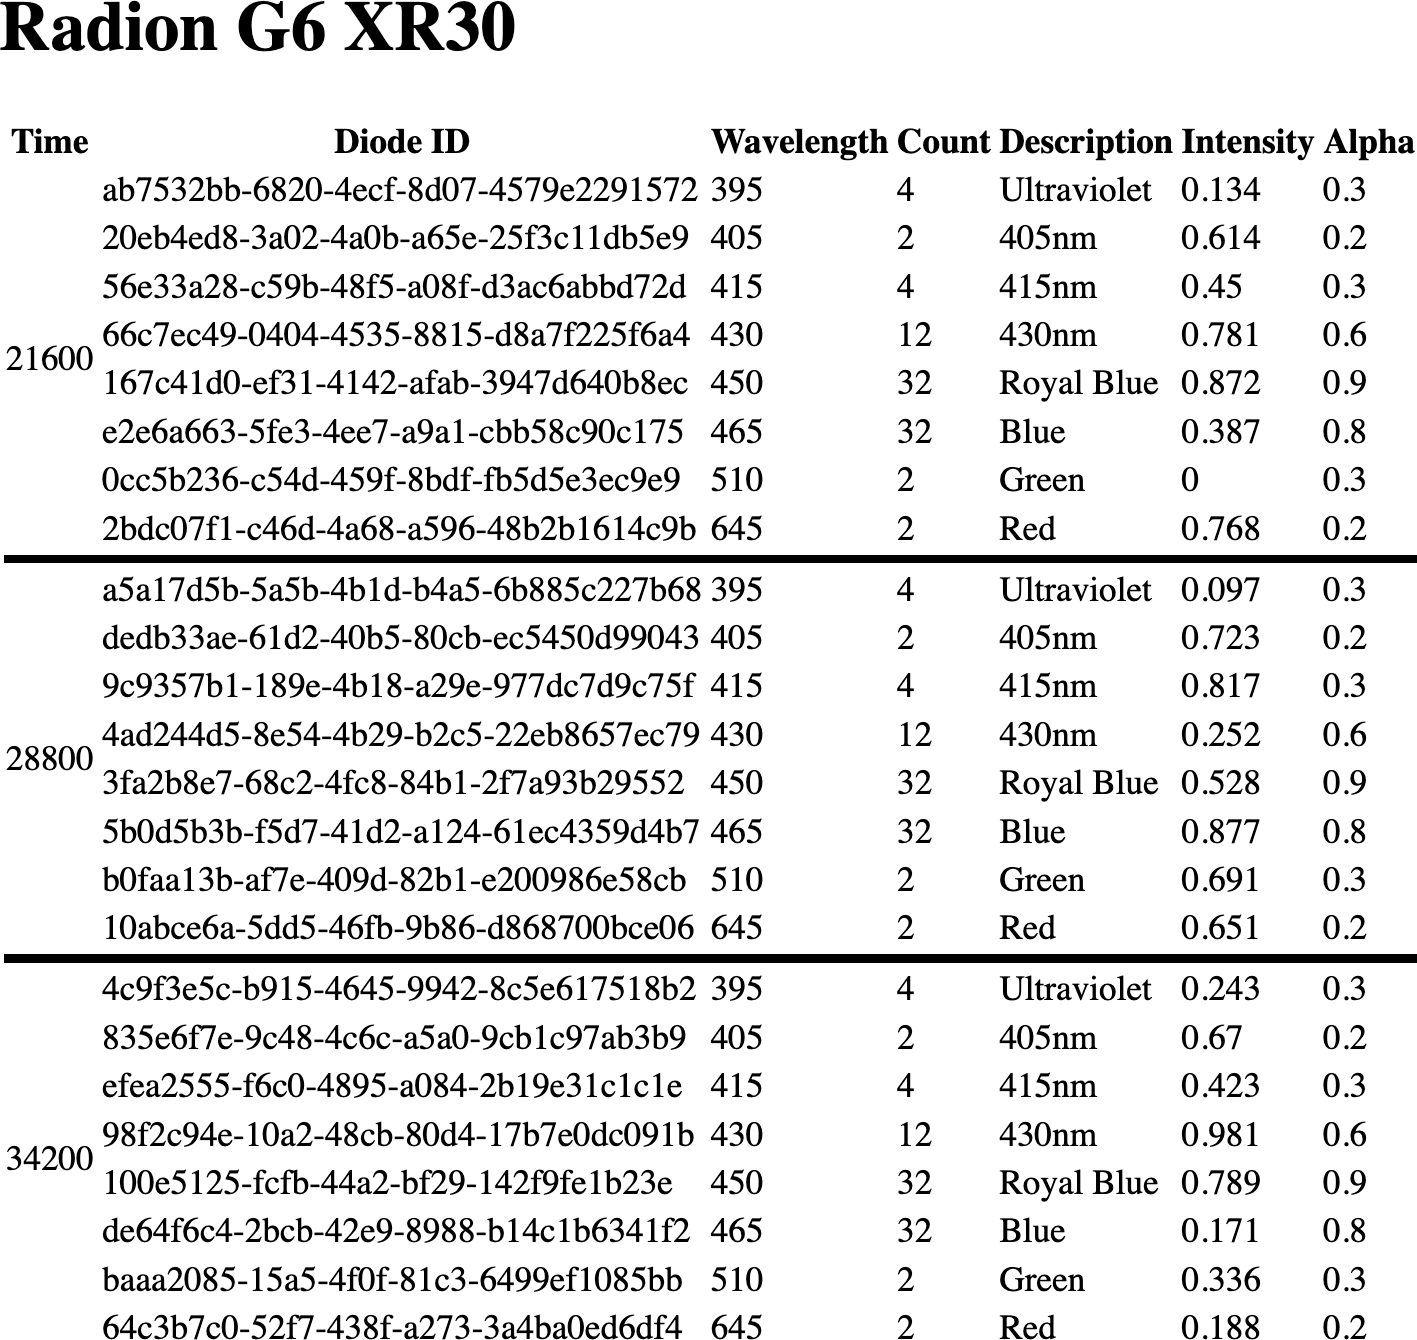 Radion G6 XR30
Time Diode ID Wavelength Count Description Intensity Alpha
21600
ab7532bb-6820-4ecf-8d07-4579e2291572 395 4 Ultraviolet 0.134 0.3
20eb4ed8-3a02-4a0b-a65e-25f3c11db5e9 405 2 405nm 0.614 0.2
56e33a28-c59b-48f5-a08f-d3ac6abbd72d 415 4 415nm 0.45 0.3
66c7ec49-0404-4535-8815-d8a7f225f6a4 430 12 430nm 0.781 0.6
167c41d0-ef31-4142-afab-3947d640b8ec 450 32 Royal Blue 0.872 0.9
e2e6a663-5fe3-4ee7-a9a1-cbb58c90c175 465 32 Blue 0.387 0.8
0cc5b236-c54d-459f-8bdf-fb5d5e3ec9e9 510 2 Green 0 0.3
2bdc07f1-c46d-4a68-a596-48b2b1614c9b 645 2 Red 0.768 0.2
28800
a5a17d5b-5a5b-4b1d-b4a5-6b885c227b68 395 4 Ultraviolet 0.097 0.3
dedb33ae-61d2-40b5-80cb-ec5450d99043 405 2 405nm 0.723 0.2
9c9357b1-189e-4b18-a29e-977dc7d9c75f 415 4 415nm 0.817 0.3
4ad244d5-8e54-4b29-b2c5-22eb8657ec79 430 12 430nm 0.252 0.6
3fa2b8e7-68c2-4fc8-84b1-2f7a93b29552 450 32 Royal Blue 0.528 0.9
5b0d5b3b-f5d7-41d2-a124-61ec4359d4b7 465 32 Blue 0.877 0.8
b0faa13b-af7e-409d-82b1-e200986e58cb 510 2 Green 0.691 0.3
10abce6a-5dd5-46fb-9b86-d868700bce06 645 2 Red 0.651 0.2
34200
4c9f3e5c-b915-4645-9942-8c5e617518b2 395 4 Ultraviolet 0.243 0.3
835e6f7e-9c48-4c6c-a5a0-9cb1c97ab3b9 405 2 405nm 0.67 0.2
efea2555-f6c0-4895-a084-2b19e31c1c1e 415 4 415nm 0.423 0.3
98f2c94e-10a2-48cb-80d4-17b7e0dc091b 430 12 430nm 0.981 0.6
100e5125-fcfb-44a2-bf29-142f9fe1b23e 450 32 Royal Blue 0.789 0.9
de64f6c4-2bcb-42e9-8988-b14c1b6341f2 465 32 Blue 0.171 0.8
baaa2085-15a5-4f0f-81c3-6499ef1085bb 510 2 Green 0.336 0.3
64c3b7c0-52f7-438f-a273-3a4ba0ed6df4 645 2 Red 0.188 0.2